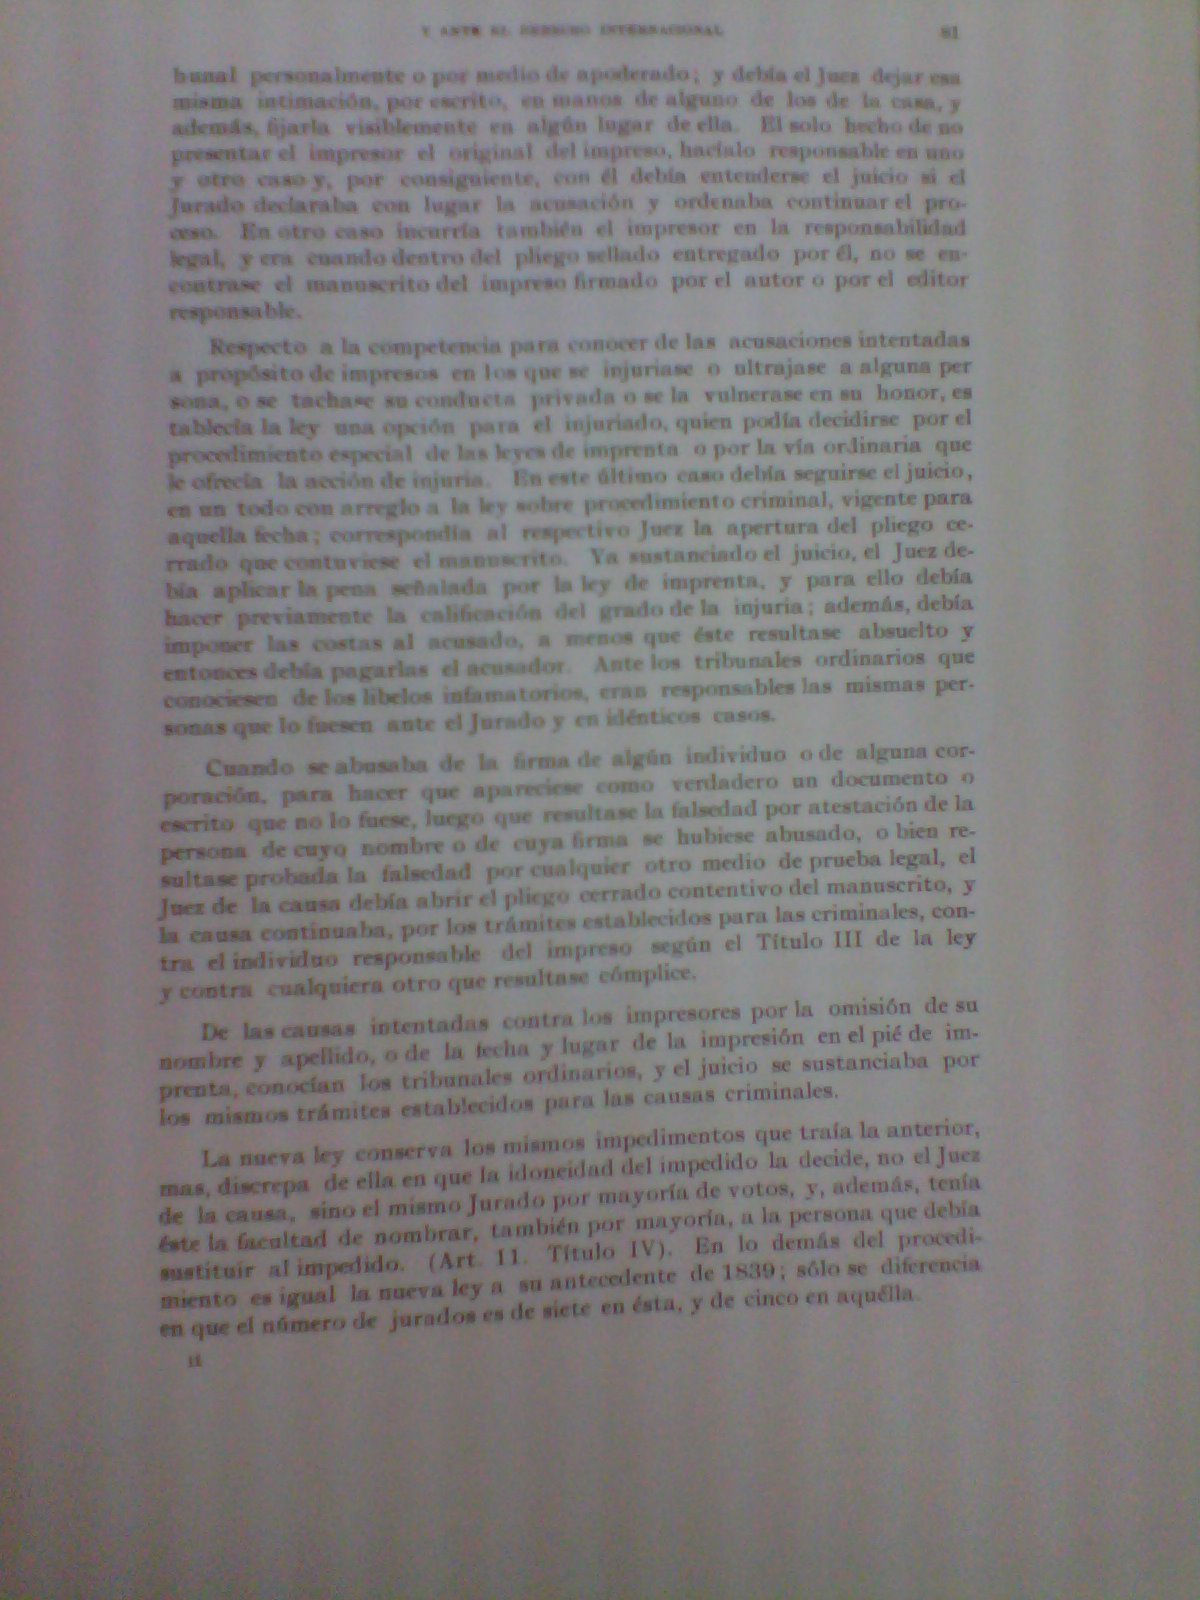 Y ANTE EL DERECHO INTERNACIONAL 81
bunal personalmente o por medio de apoderado; y debía el Juez dejar esa
misma intimación, por escrito, en manos de alguno de los de la casa, y
además, fijarla visiblemente en algún lugar de ella. El solo hecho de no
presentar el impresor el original del impreso, hacíalo responsable en uno
y otro caso y, por consiguiente, con él debía entenderse el juicio si el
Jurado declaraba con lugar la acusación y ordenaba continuar el pro-
ceso. En otro caso incurría también el impresor en la responsabilidad
legal, y era cuando dentro del pliego sellado entregado por él, no se en-
contrase el manuscrito del impreso firmado por el autor o por el editor
responsable.
Respecto a la competencia para conocer de las acusaciones intentadas
a propósito de impresos en los que se injuriase o ultrajase a alguna per
sona, o se tachase su conducta privada o se la vulnerase en su honor, es
tablecía la ley una opción para el injuriado, quien podía decidirse por el
procedimiento especial de las leyes de imprenta o por la vía ordinaria que
le ofrecía la acción de injuria. En este último caso debía seguirse el juicio,
en un todo con arreglo a la ley sobre procedimiento criminal, vigente para
aquella fecha; correspondía al respectivo Juez la apertura del pliego ce-
rrado que contuviese el manuscrito. Ya sustanciado el juicio, el Juez de-
bía aplicar la pena señalada por la ley de imprenta, y para ello debía
hacer previamente la calificación del grado de la injuria; además, debía
imponer las costas al acusado, a menos que éste resultase absuelto y
entonces debía pagarlas el acusador. Ante los tribunales ordinarios que
conociesen de los libelos infamatorios, eran responsables las mismas per-
sonas que lo fuesen ante el Jurado y en idénticos casos.
Cuando se abusaba de la firma de algún individuo o de alguna cor-
poración, para hacer que apareciese como verdadero un documento o
escrito que no lo fuese, luego que resultase la falsedad por atestación de la
persona de cuyo nombre o de cuya firma se hubiese abusado, o bien re-
sultase probada la falsedad por cualquier otro medio de prueba legal, el
Juez de la causa debía abrir el pliego cerrado contentivo del manuscrito, y
la causa continuaba, por los trámites establecidos para las criminales, con-
tra el individuo responsable del impreso según el Título III de la ley
y contra cualquiera otro que resultase cómplice.
De las causas intentadas contra los impresores por la omisión de su
nombre y apellido, o de la fecha y lugar de la impresión en el pié de im-
prenta, conocían los tribunales ordinarios, y el juicio se sustanciaba por
los mismos trámites establecidos para las causas criminales.
La nueva ley conserva los mismos impedimentos que traía la anterior,
mas, discrepa de ella en que la idoneidad del impedido la decide, no el Juez
de la causa, sino el mismo Jurado por mayoría de votos, y, además, tenía
éste la facultad de nombrar, también por mayoría, a la persona que debía
sustituir al impedido. (Art. 11. Título IV). En lo demás del procedi-
miento es igual la nueva ley a su antecedente de 1839; sólo se diferencia
en que el número de jurados es de siete en ésta, y de cinco en aquélla.
11